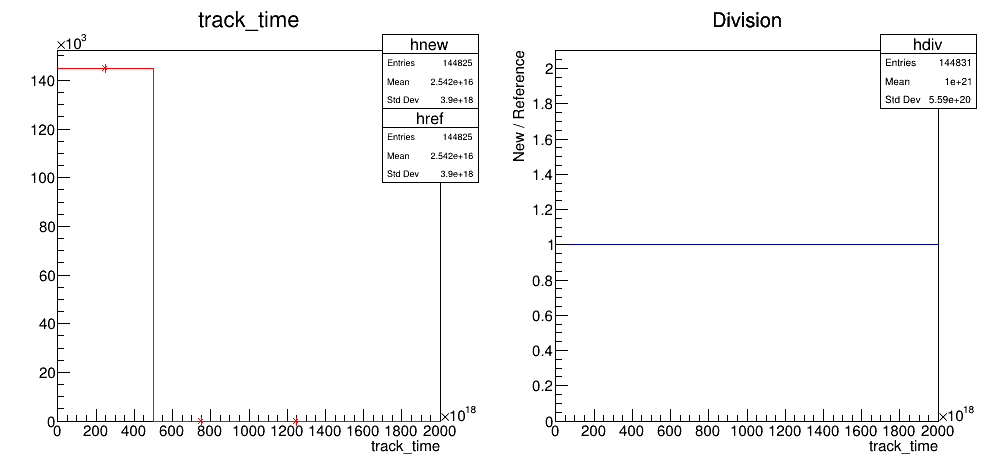 track_time
×10³
hnew
Entries 144825
Mean 2.542e+16
Std Dev 3.9e+18
href
Entries 144825
Mean 2.542e+16
Std Dev 3.9e+18
140
120
100
80
60
40
20
0
0 200 400 600 800 1000 1200 1400 1600 1800 2000
×10¹⁸
track_time
Division
hdiv
Entries 144831
Mean 1e+21
Std Dev 5.59e+20
New / Reference
2
1.8
1.6
1.4
1.2
1
0.8
0.6
0.4
0.2
0
0 200 400 600 800 1000 1200 1400 1600 1800 2000
×10¹⁸
track_time